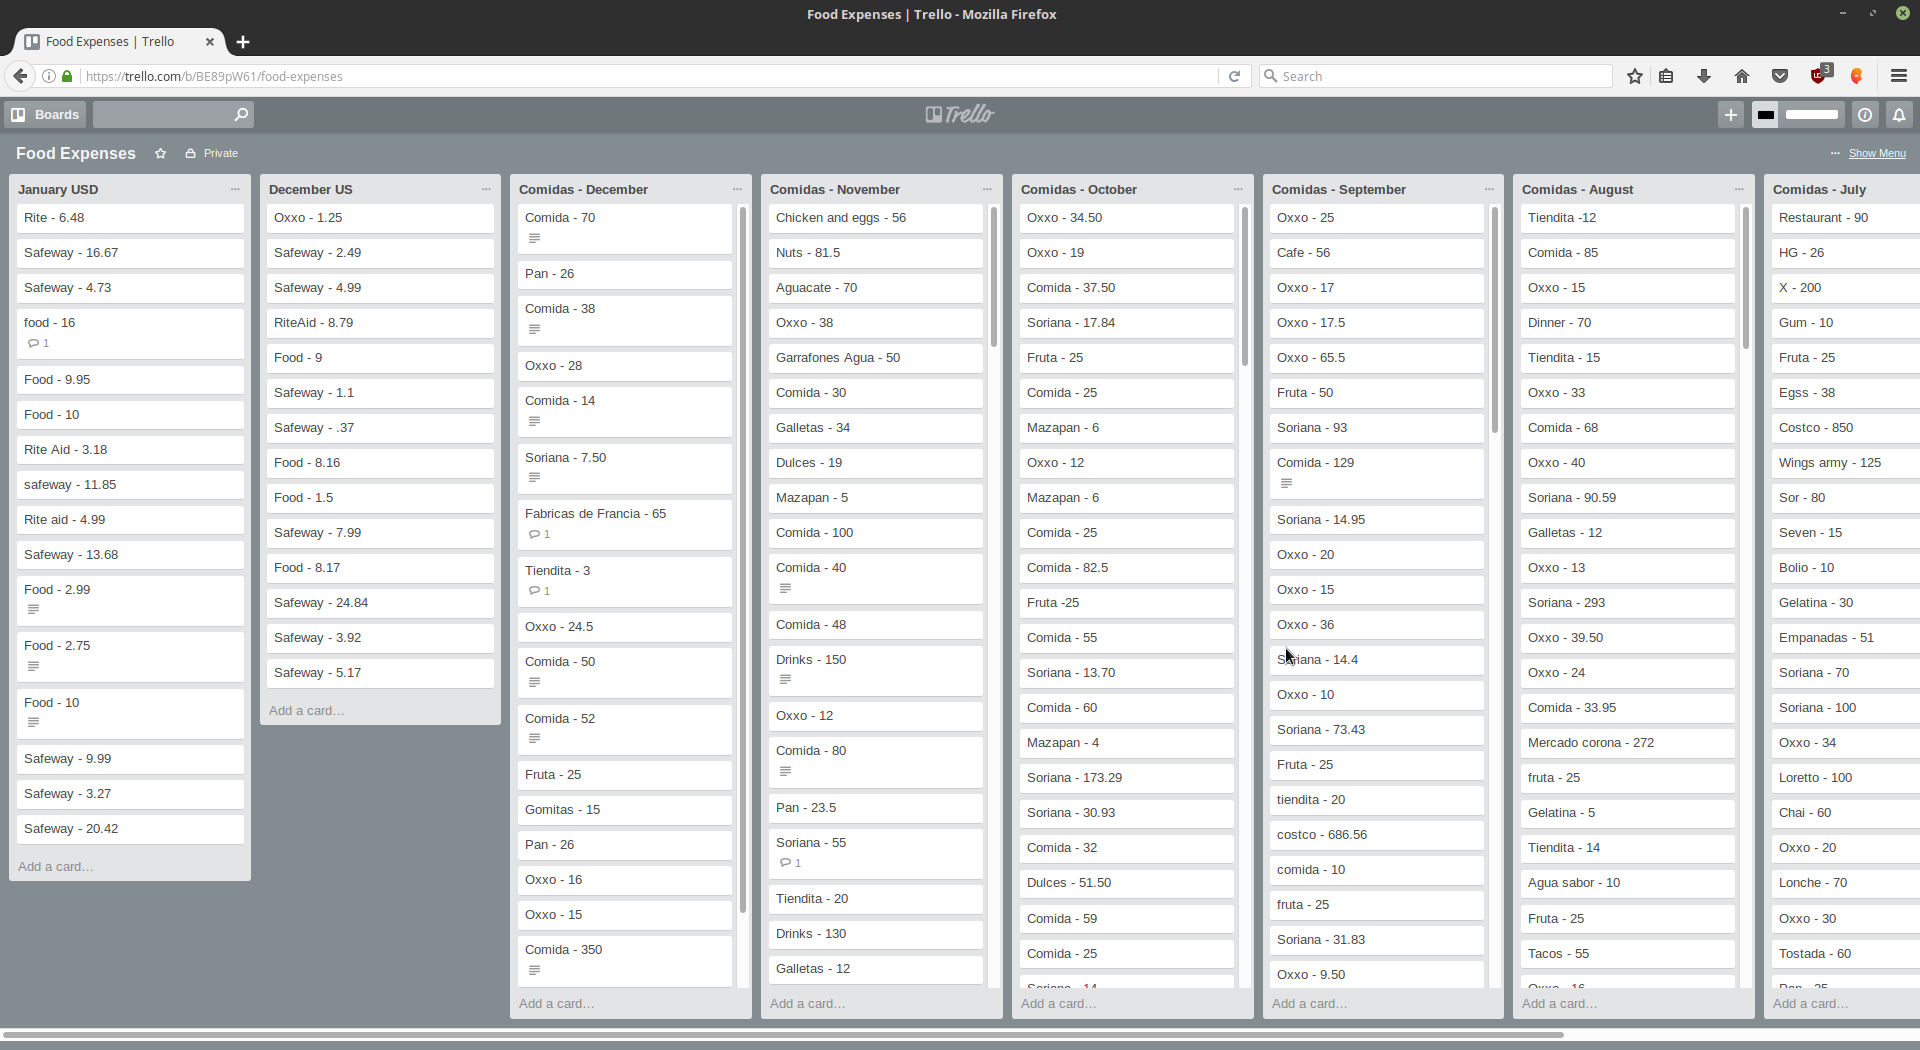 Food Expenses | Trello - Mozilla Firefox
Food Expenses | Trello
https://trello.com/b/BE89pW61/food-expenses
Search
3
Boards
Trello
Food Expenses
Private
Show Menu
January USD
Rite - 6.48
Safeway - 16.67
Safeway - 4.73
food - 16
1
Food - 9.95
Food - 10
Rite Aid - 3.18
safeway - 11.85
Rite aid - 4.99
Safeway - 13.68
Food - 2.99
Food - 2.75
Food - 10
Safeway - 9.99
Safeway - 3.27
Safeway - 20.42
Add a card…
December US
Oxxo - 1.25
Safeway - 2.49
Safeway - 4.99
RiteAid - 8.79
Food - 9
Safeway - 1.1
Safeway - .37
Food - 8.16
Food - 1.5
Safeway - 7.99
Food - 8.17
Safeway - 24.84
Safeway - 3.92
Safeway - 5.17
Add a card…
Comidas - December
Comida - 70
Pan - 26
Comida - 38
Oxxo - 28
Comida - 14
Soriana - 7.50
Fabricas de Francia - 65
1
Tiendita - 3
1
Oxxo - 24.5
Comida - 50
Comida - 52
Fruta - 25
Gomitas - 15
Pan - 26
Oxxo - 16
Oxxo - 15
Comida - 350
Add a card…
Comidas - November
Chicken and eggs - 56
Nuts - 81.5
Aguacate - 70
Oxxo - 38
Garrafones Agua - 50
Comida - 30
Galletas - 34
Dulces - 19
Mazapan - 5
Comida - 100
Comida - 40
Comida - 48
Drinks - 150
Oxxo - 12
Comida - 80
Pan - 23.5
Soriana - 55
1
Tiendita - 20
Drinks - 130
Galletas - 12
Add a card…
Comidas - October
Oxxo - 34.50
Oxxo - 19
Comida - 37.50
Soriana - 17.84
Fruta - 25
Comida - 25
Mazapan - 6
Oxxo - 12
Mazapan - 6
Comida - 25
Comida - 82.5
Fruta -25
Comida - 55
Soriana - 13.70
Comida - 60
Mazapan - 4
Soriana - 173.29
Soriana - 30.93
Comida - 32
Dulces - 51.50
Comida - 59
Comida - 25
Soriana - 14
Add a card…
Comidas - September
Oxxo - 25
Cafe - 56
Oxxo - 17
Oxxo - 17.5
Oxxo - 65.5
Fruta - 50
Soriana - 93
Comida - 129
Soriana - 14.95
Oxxo - 20
Oxxo - 15
Oxxo - 36
Soriana - 14.4
Oxxo - 10
Soriana - 73.43
Fruta - 25
tiendita - 20
costco - 686.56
comida - 10
fruta - 25
Soriana - 31.83
Oxxo - 9.50
Add a card…
Comidas - August
Tiendita -12
Comida - 85
Oxxo - 15
Dinner - 70
Tiendita - 15
Oxxo - 33
Comida - 68
Oxxo - 40
Soriana - 90.59
Galletas - 12
Oxxo - 13
Soriana - 293
Oxxo - 39.50
Oxxo - 24
Comida - 33.95
Mercado corona - 272
fruta - 25
Gelatina - 5
Tiendita - 14
Agua sabor - 10
Fruta - 25
Tacos - 55
Oxxo - 16
Add a card…
Comidas - July
Restaurant - 90
HG - 26
X - 200
Gum - 10
Fruta - 25
Egss - 38
Costco - 850
Wings army - 125
Sor - 80
Seven - 15
Bolio - 10
Gelatina - 30
Empanadas - 51
Soriana - 70
Soriana - 100
Oxxo - 34
Loretto - 100
Chai - 60
Oxxo - 20
Lonche - 70
Oxxo - 30
Tostada - 60
Pan - 25
Add a card…